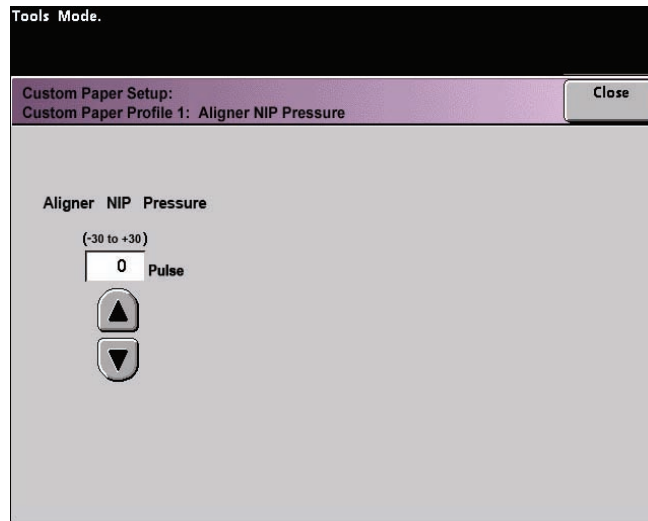 Tools Mode.
Custom Paper Setup:
Close
Custom Paper Profile 1: Aligner NIP Pressure
Aligner NIP Pressure
(-30 to +30)
0 Pulse